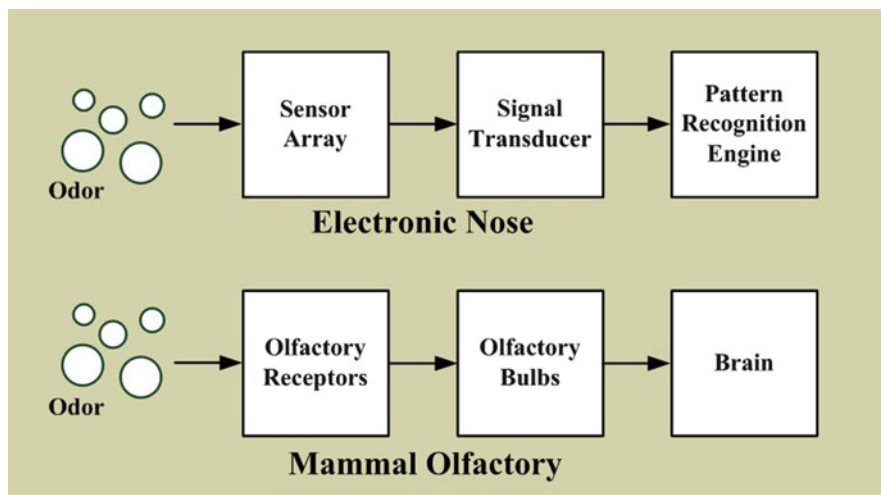 Odor
Sensor
Array
Signal
Transducer
Pattern
Recognition
Engine
Electronic Nose
Odor
Olfactory
Receptors
Olfactory
Bulbs
Brain
Mammal Olfactory